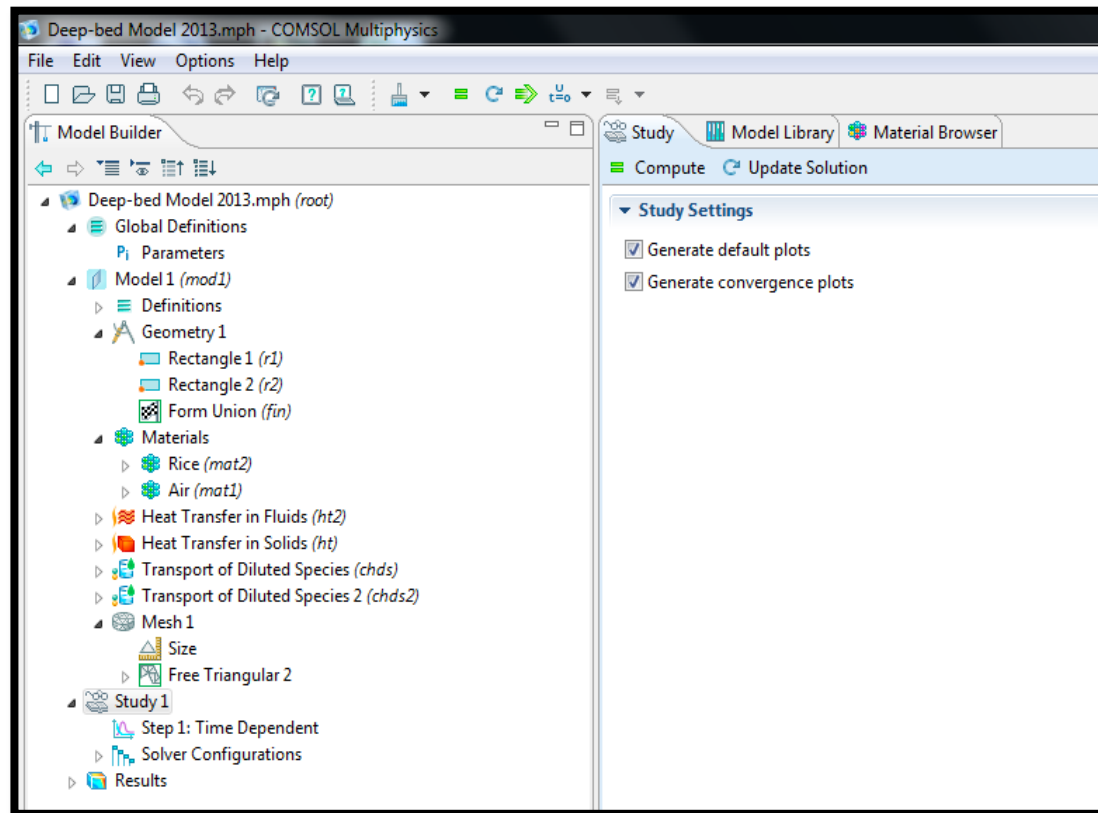 Deep-bed Model 2013.mph - COMSOL Multiphysics
File Edit View Options Help
Model Builder
Deep-bed Model 2013.mph (root)
Global Definitions
Pi Parameters
Model 1 (mod1)
Definitions
Geometry 1
Rectangle 1 (r1)
Rectangle 2 (r2)
Form Union (fin)
Materials
Rice (mat2)
Air (mat1)
Heat Transfer in Fluids (ht2)
Heat Transfer in Solids (ht)
Transport of Diluted Species (chds)
Transport of Diluted Species 2 (chds2)
Mesh 1
Size
Free Triangular 2
Study 1
Step 1: Time Dependent
Solver Configurations
Results
Study Model Library Material Browser
Compute Update Solution
Study Settings
Generate default plots
Generate convergence plots